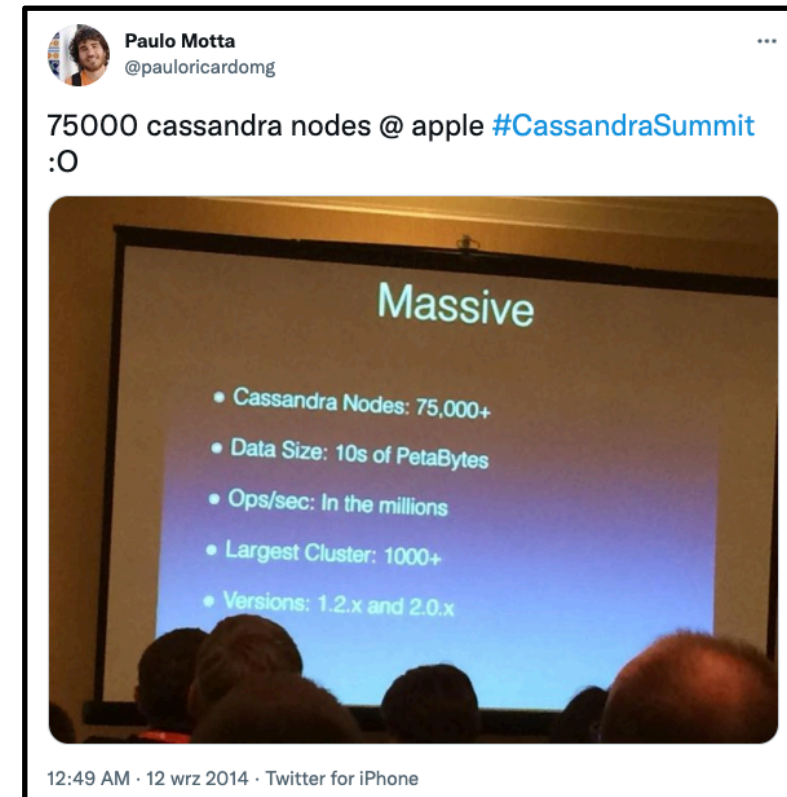 Paulo Motta
@pauloricardomg
75000 cassandra nodes @ apple #CassandraSummit
:O
Massive
• Cassandra Nodes: 75,000+
• Data Size: 10s of PetaBytes
• Ops/sec: In the millions
• Largest Cluster: 1000+
• Versions: 1.2.x and 2.0.x
12:49 AM · 12 wrz 2014 · Twitter for iPhone